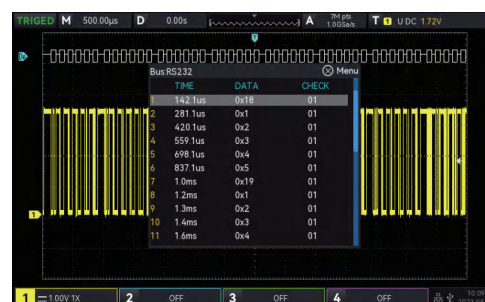 TRIGED M 500.00µs D 0.00s A 7M pts 1.0GSa/s T 1 U DC 1.72V
Bus:RS232 Menu
TIME DATA CHECK
1 142.1us 0x18 01
2 281.1us 0x1 01
3 420.1us 0x2 01
4 559.1us 0x3 01
5 698.1us 0x4 01
6 837.1us 0x5 01
7 1.0ms 0x19 01
8 1.2ms 0x1 01
9 1.3ms 0x2 01
10 1.4ms 0x3 01
11 1.6ms 0x4 01
1
1 1.00V 1X 2 OFF 3 OFF 4 OFF 10:09